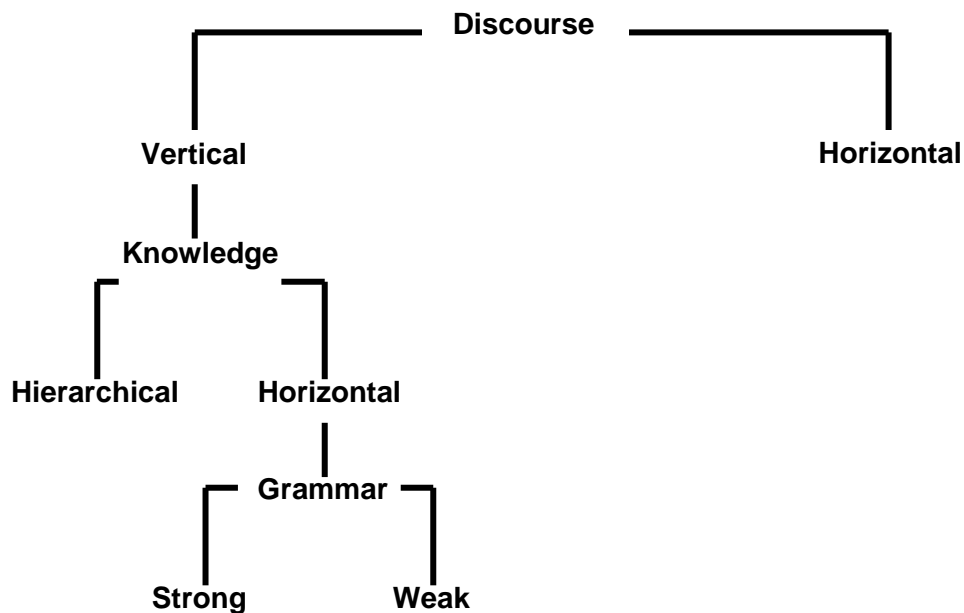 Discourse
Vertical
Horizontal
Knowledge
Hierarchical
Horizontal
Grammar
Strong
Weak